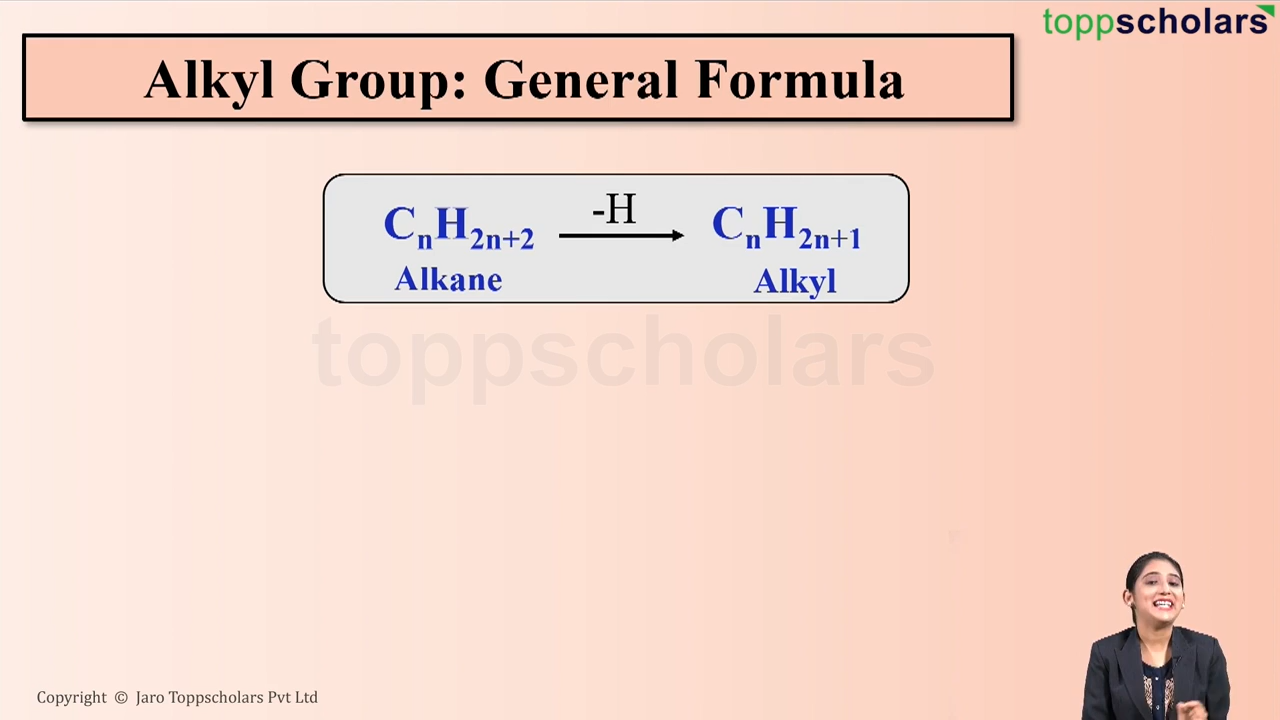 toppscholars
Alkyl Group: General Formula
CₙH₂ₙ₊₂ -H CₙH₂ₙ₊₁
Alkane Alkyl
toppscholars
Copyright © Jaro Toppscholars Pvt Ltd